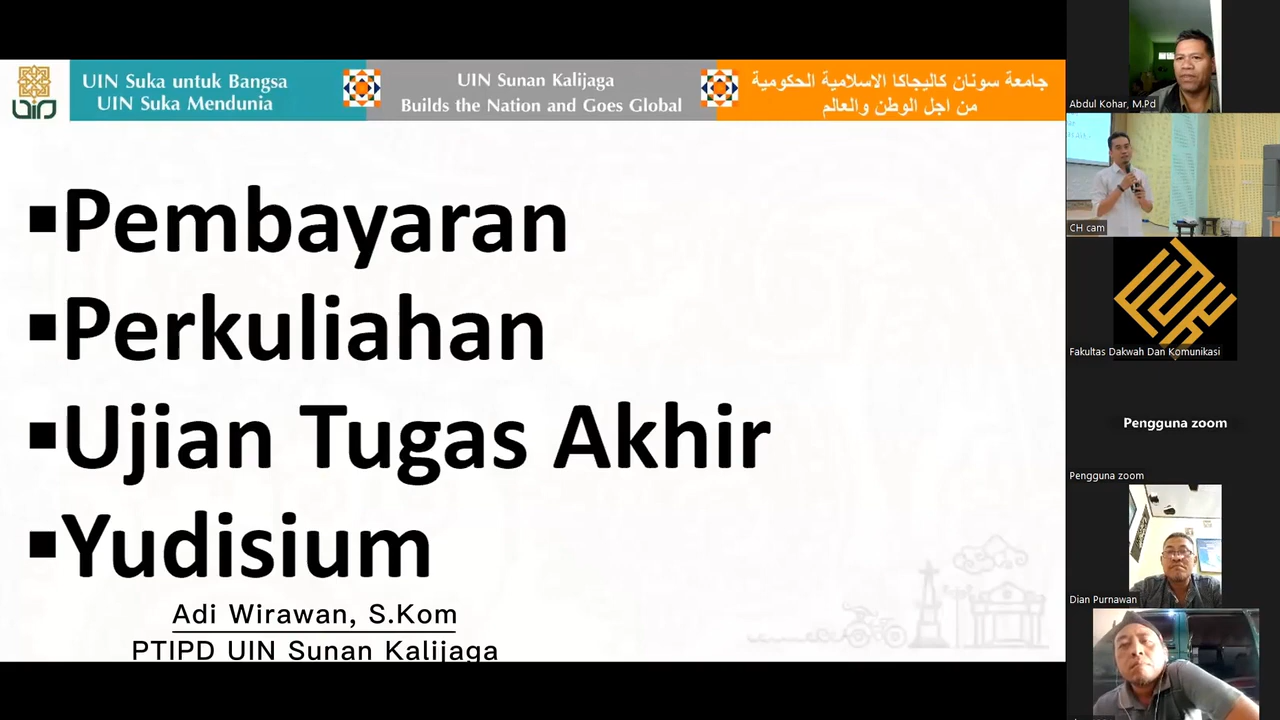 UIN Suka untuk Bangsa
UIN Suka Mendunia
UIN Sunan Kalijaga
Builds the Nation and Goes Global
جامعة سونان كاليجاكا الاسلامية الحكومية
من اجل الوطن والعالم
uin
▪Pembayaran
▪Perkuliahan
▪Ujian Tugas Akhir
▪Yudisium
Adi Wirawan, S.Kom
PTIPD UIN Sunan Kalijaga
Abdul Kohar, M.Pd
CH cam
Fakultas Dakwah Dan Komunikasi
Pengguna zoom
Pengguna zoom
Dian Purnawan